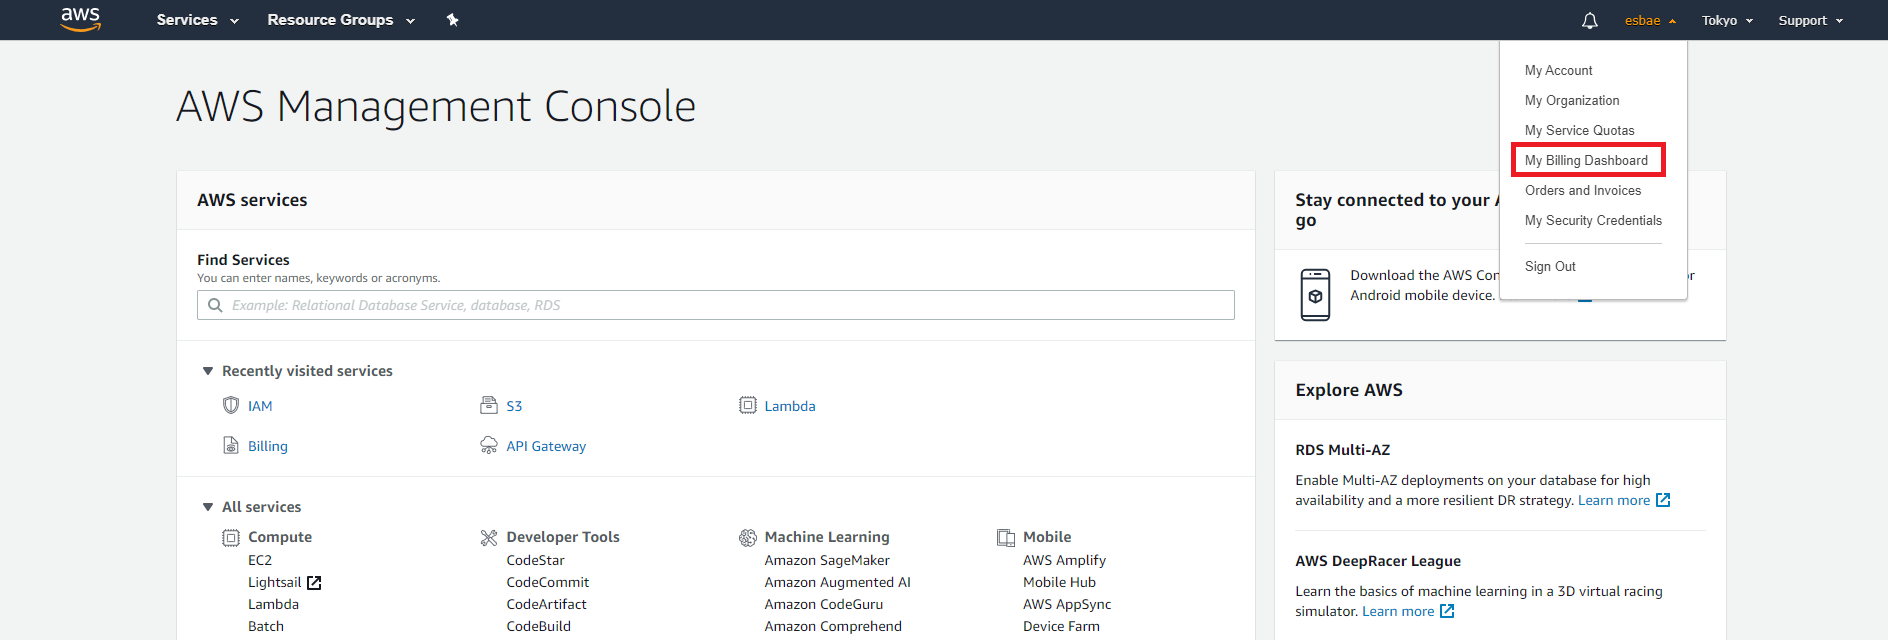 aws Services Resource Groups esbae Tokyo Support
My Account
My Organization
My Service Quotas
My Billing Dashboard
Orders and Invoices
My Security Credentials
Sign Out
AWS Management Console
AWS services
Find Services
You can enter names, keywords or acronyms.
Example: Relational Database Service, database, RDS
Recently visited services
IAM S3 Lambda
Billing API Gateway
All services
Compute
EC2
Lightsail
Lambda
Batch
Developer Tools
CodeStar
CodeCommit
CodeArtifact
CodeBuild
Machine Learning
Amazon SageMaker
Amazon Augmented AI
Amazon CodeGuru
Amazon Comprehend
Mobile
AWS Amplify
Mobile Hub
AWS AppSync
Device Farm
Stay connected to your
go
Download the AWS
Android mobile device.
Explore AWS
RDS Multi-AZ
Enable Multi-AZ deployments on your database for high
availability and a more resilient DR strategy. Learn more
AWS DeepRacer League
Learn the basics of machine learning in a 3D virtual racing
simulator. Learn more